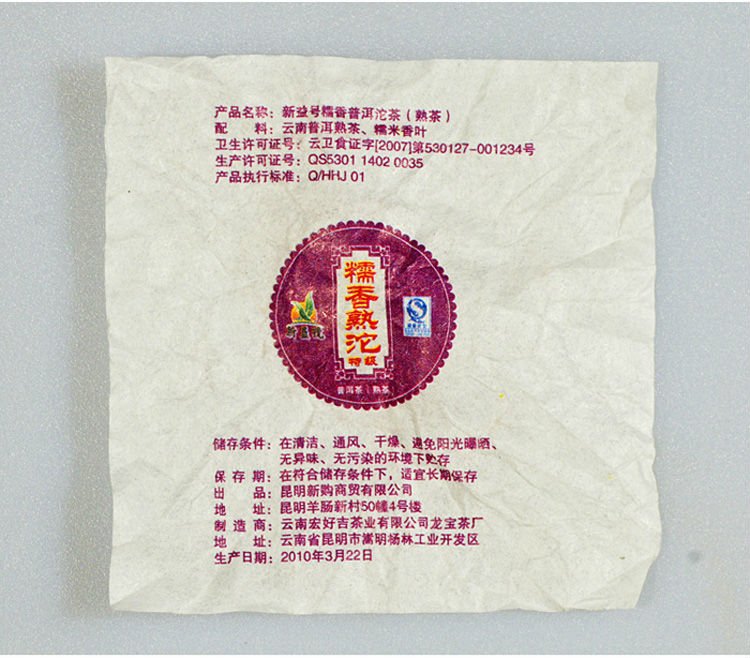 产品名称：新益号糯香普洱沱茶（熟茶）
配　　料：云南普洱熟茶、糯米香叶
卫生许可证号：云卫食证字[2007]第530127-001234号
生产许可证号：QS5301 1402 0035
产品执行标准：Q/HHJ 01
糯香熟沱
特级
新益號
普洱茶 熟茶
储存条件：在清洁、通风、干燥、避免阳光曝晒、
无异味、无污染的环境下贮存
保 存 期：在符合储存条件下，适宜长期保存
出　　品：昆明新购商贸有限公司
地　　址：昆明羊肠新村50幢4号楼
制 造 商：云南宏好吉茶业有限公司龙宝茶厂
地　　址：云南省昆明市嵩明杨林工业开发区
生产日期：2010年3月22日